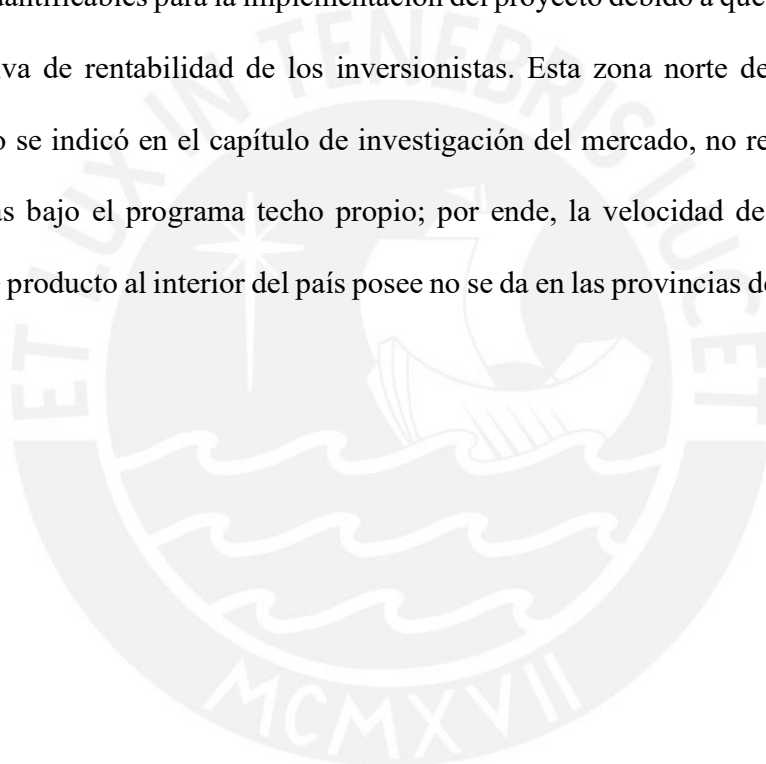 uantificables para la implementación del proyecto debido a que
iva de rentabilidad de los inversionistas. Esta zona norte de
o se indicó en el capítulo de investigación del mercado, no re
as bajo el programa techo propio; por ende, la velocidad de
producto al interior del país posee no se da en las provincias d
ET LUX IN TENEBRIS LUCET
MCMXVII